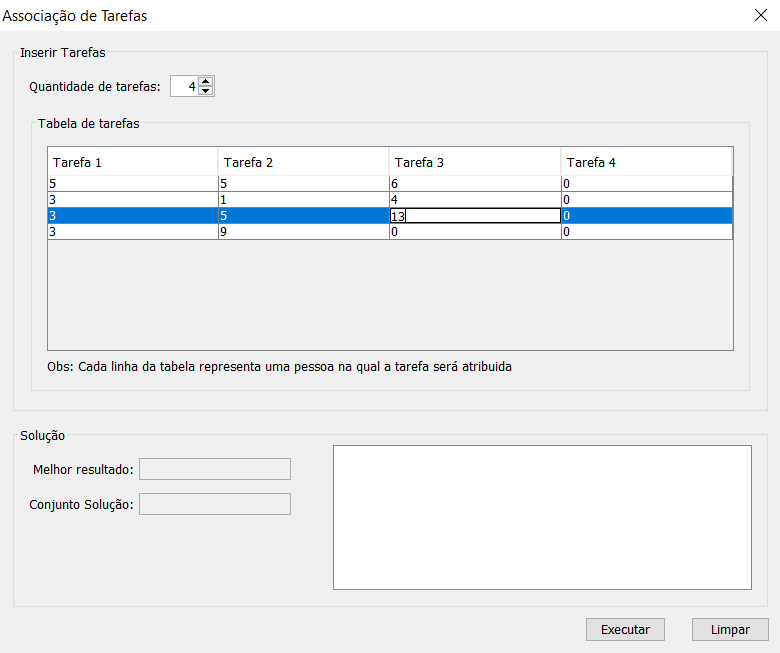 Associação de Tarefas
Inserir Tarefas
Quantidade de tarefas: 4
Tabela de tarefas
Tarefa 1 Tarefa 2 Tarefa 3 Tarefa 4
5 5 6 0
3 1 4 0
3 5 13 0
3 9 0 0
Obs: Cada linha da tabela representa uma pessoa na qual a tarefa será atribuida
Solução
Melhor resultado:
Conjunto Solução:
Executar Limpar